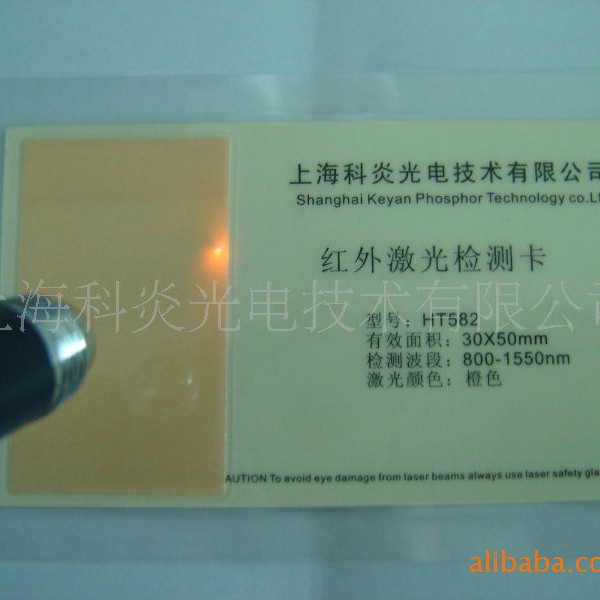 上海科炎光电技术有限公司
Shanghai Keyan Phosphor Technology co.Lt
红外激光检测卡
上海科炎光电技术有限公司
型号：HT582
有效面积：30X50mm
检测波段：800-1550nm
激光颜色：橙色
AUTION To avoid eye damage from laser beams always use laser safety gla
alibaba.co